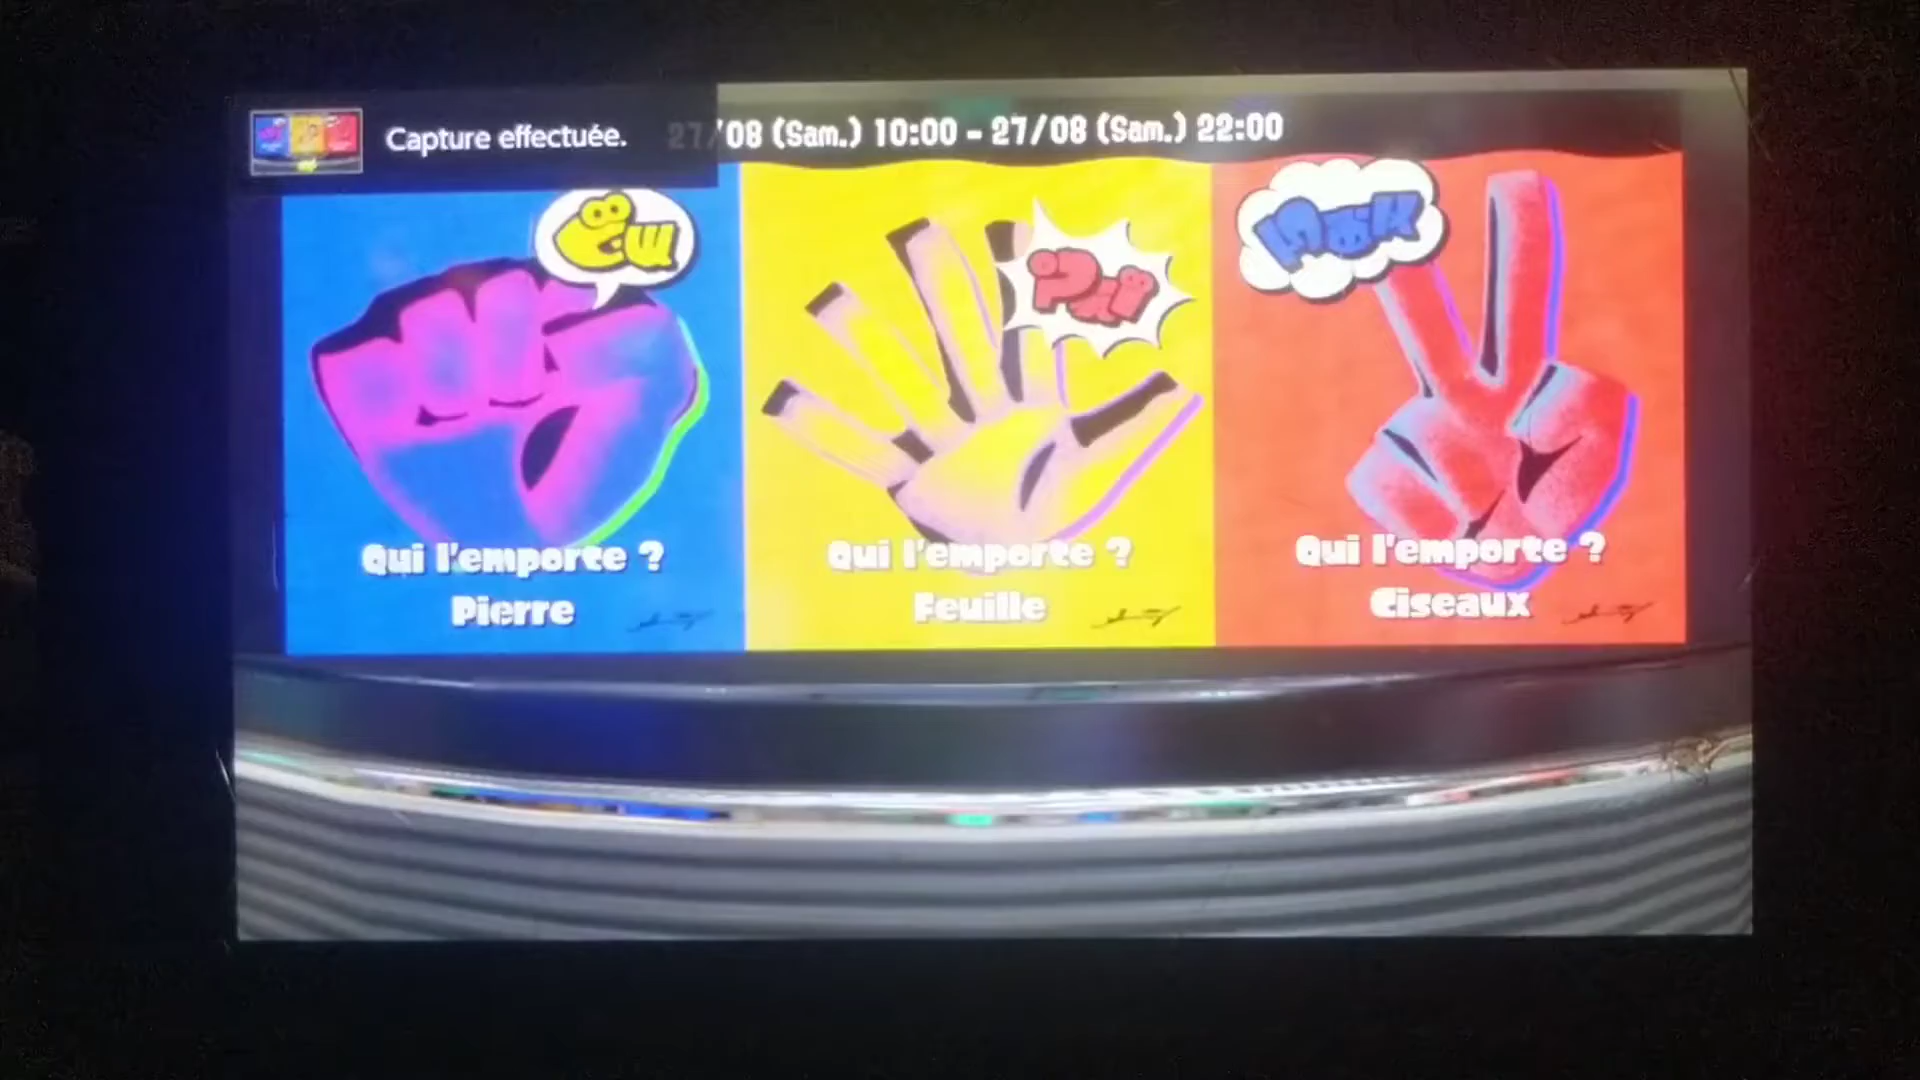 Capture effectuée.
27/08 (Sam.) 10:00 - 27/08 (Sam.) 22:00
Qui l'emporte ?
Pierre
Qui l'emporte ?
Feuille
Qui l'emporte ?
Ciseaux